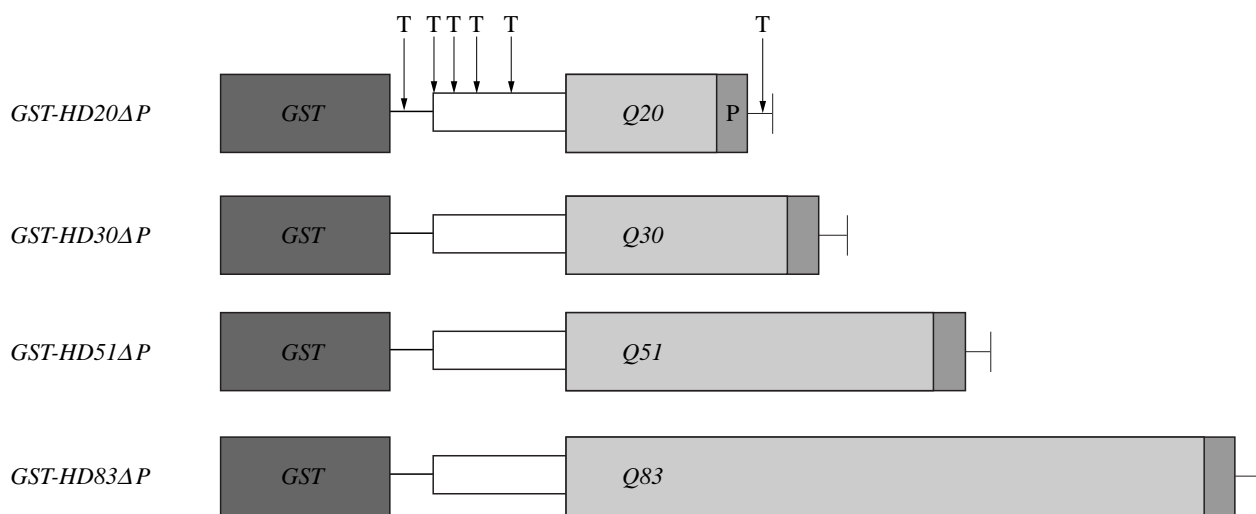 T T T T T
GST-HD20ΔP GST Q20 P
GST-HD30ΔP GST Q30
GST-HD51ΔP GST Q51
GST-HD83ΔP GST Q83